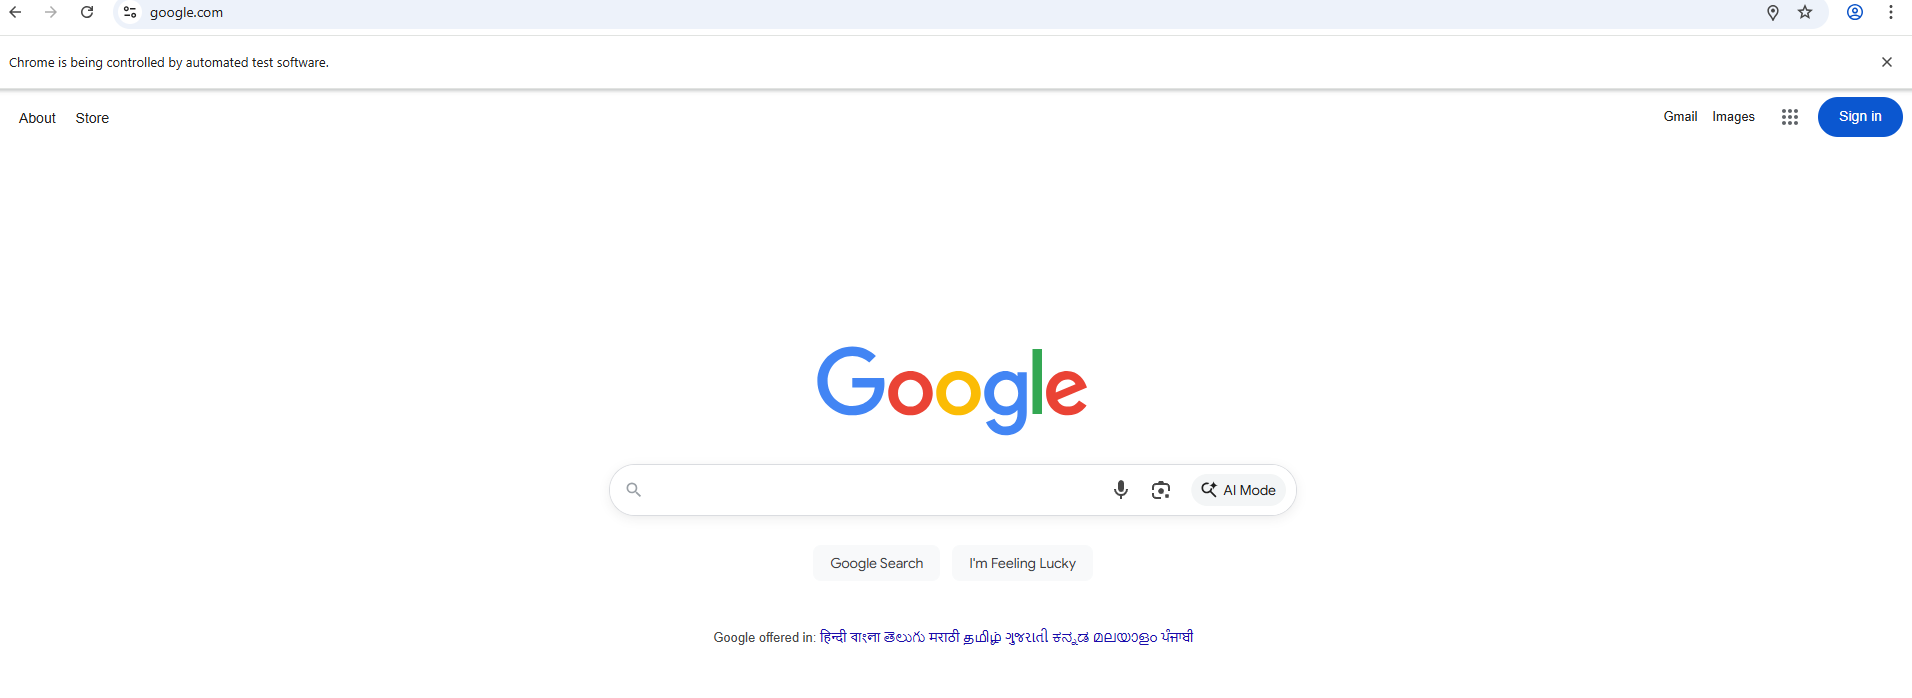 google.com
Chrome is being controlled by automated test software.
About Store Gmail Images Sign in
Google
AI Mode
Google Search I'm Feeling Lucky
Google offered in: हिन्दी বাংলা తెలుగు मराठी தமிழ் ગુજરાતી ಕನ್ನಡ മലയാളം ਪੰਜਾਬੀ